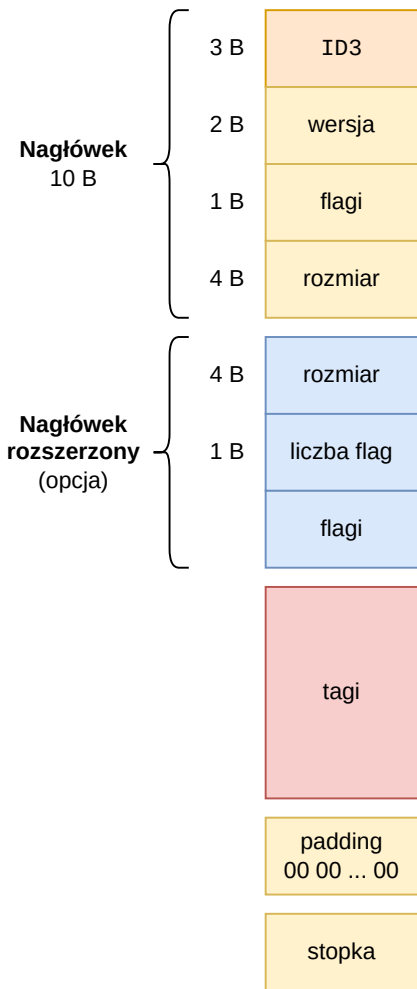 3 B
ID3
2 B
wersja
Nagłówek
10 B
1 B
flagi
4 B
rozmiar
4 B
rozmiar
Nagłówek
rozszerzony
(opcja)
1 B
liczba flag
flagi
tagi
padding
00 00 ... 00
stopka